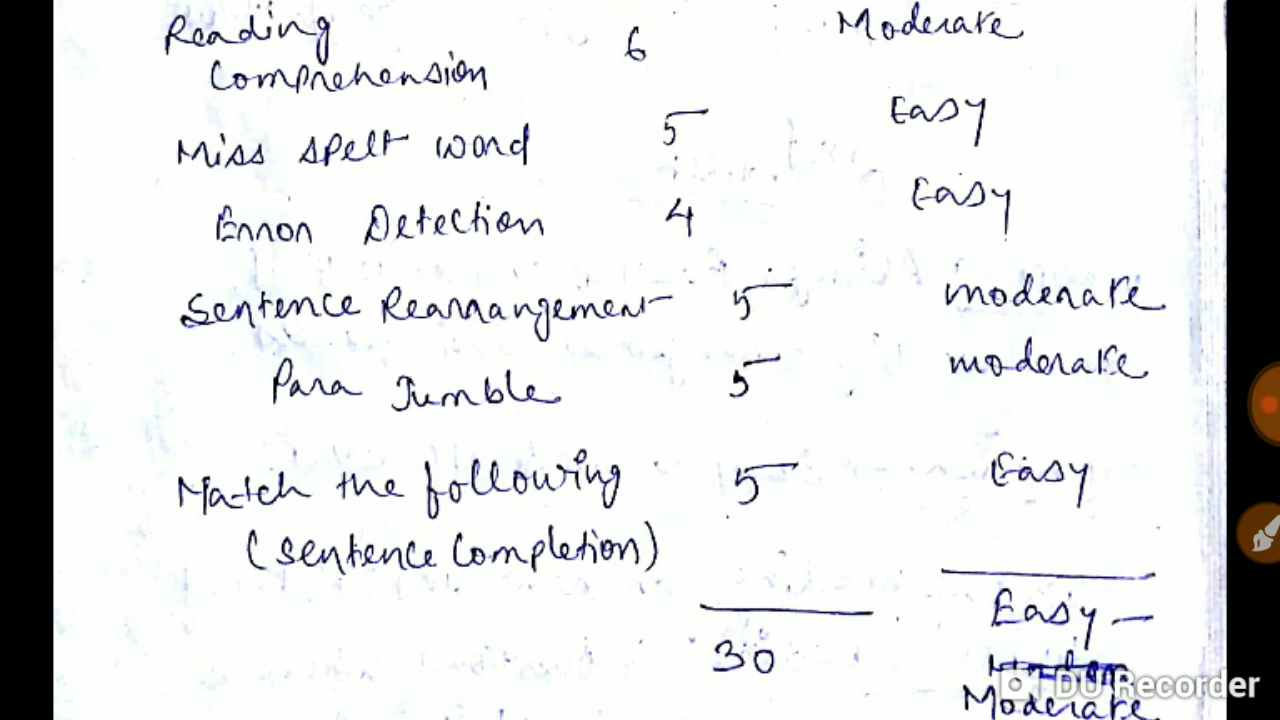 Reading 6 Moderate
Comprehension
Miss spelt word 5 Easy
Error Detection 4 Easy
Sentence Rearrangement 5 moderate
Para Jumble 5 moderate
Match the following 5 Easy
(Sentence Completion)
30 Easy –
Moderate
DU Recorder